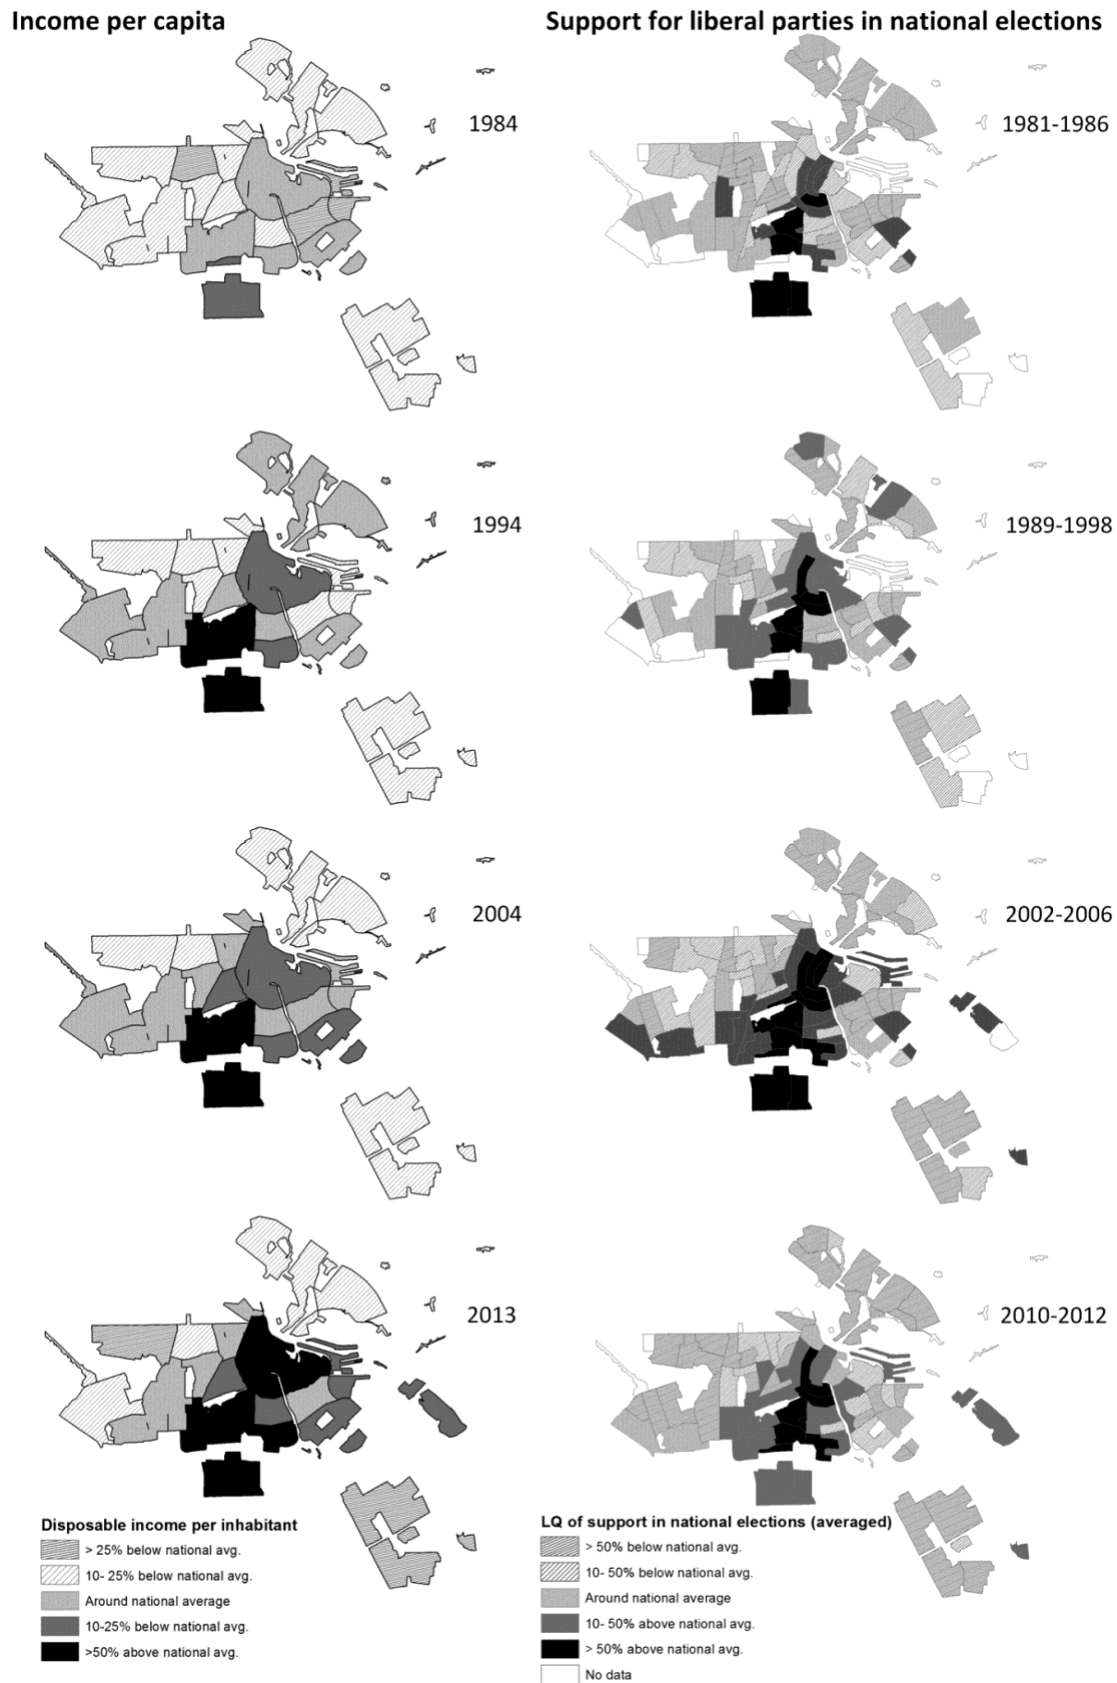 Income per capita
Support for liberal parties in national elections
1984
1981-1986
1994
1989-1998
2004
2002-2006
2013
2010-2012
Disposable income per inhabitant
> 25% below national avg.
10- 25% below national avg.
Around national average
10-25% below national avg.
>50% above national avg.
LQ of support in national elections (averaged)
> 50% below national avg.
10- 50% below national avg.
Around national average
10- 50% above national avg.
> 50% above national avg.
No data